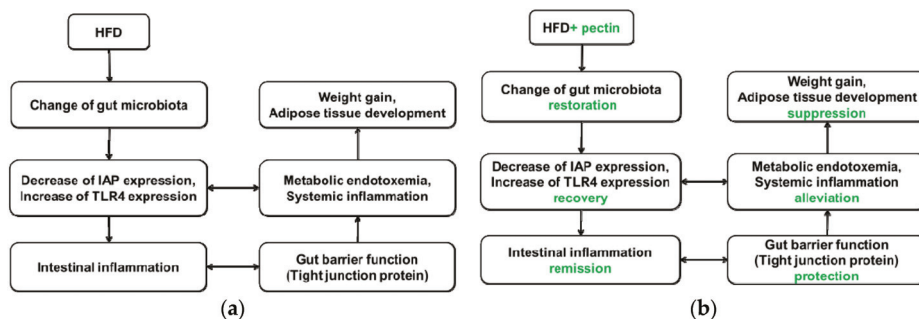 HFD
Change of gut microbiota
Weight gain,
Adipose tissue development
Decrease of IAP expression,
Increase of TLR4 expression
Metabolic endotoxemia,
Systemic inflammation
Intestinal inflammation
Gut barrier function
(Tight junction protein)
(a)
HFD+ pectin
Change of gut microbiota
restoration
Weight gain,
Adipose tissue development
suppression
Decrease of IAP expression,
Increase of TLR4 expression
recovery
Metabolic endotoxemia,
Systemic inflammation
alleviation
Intestinal inflammation
remission
Gut barrier function
(Tight junction protein)
protection
(b)